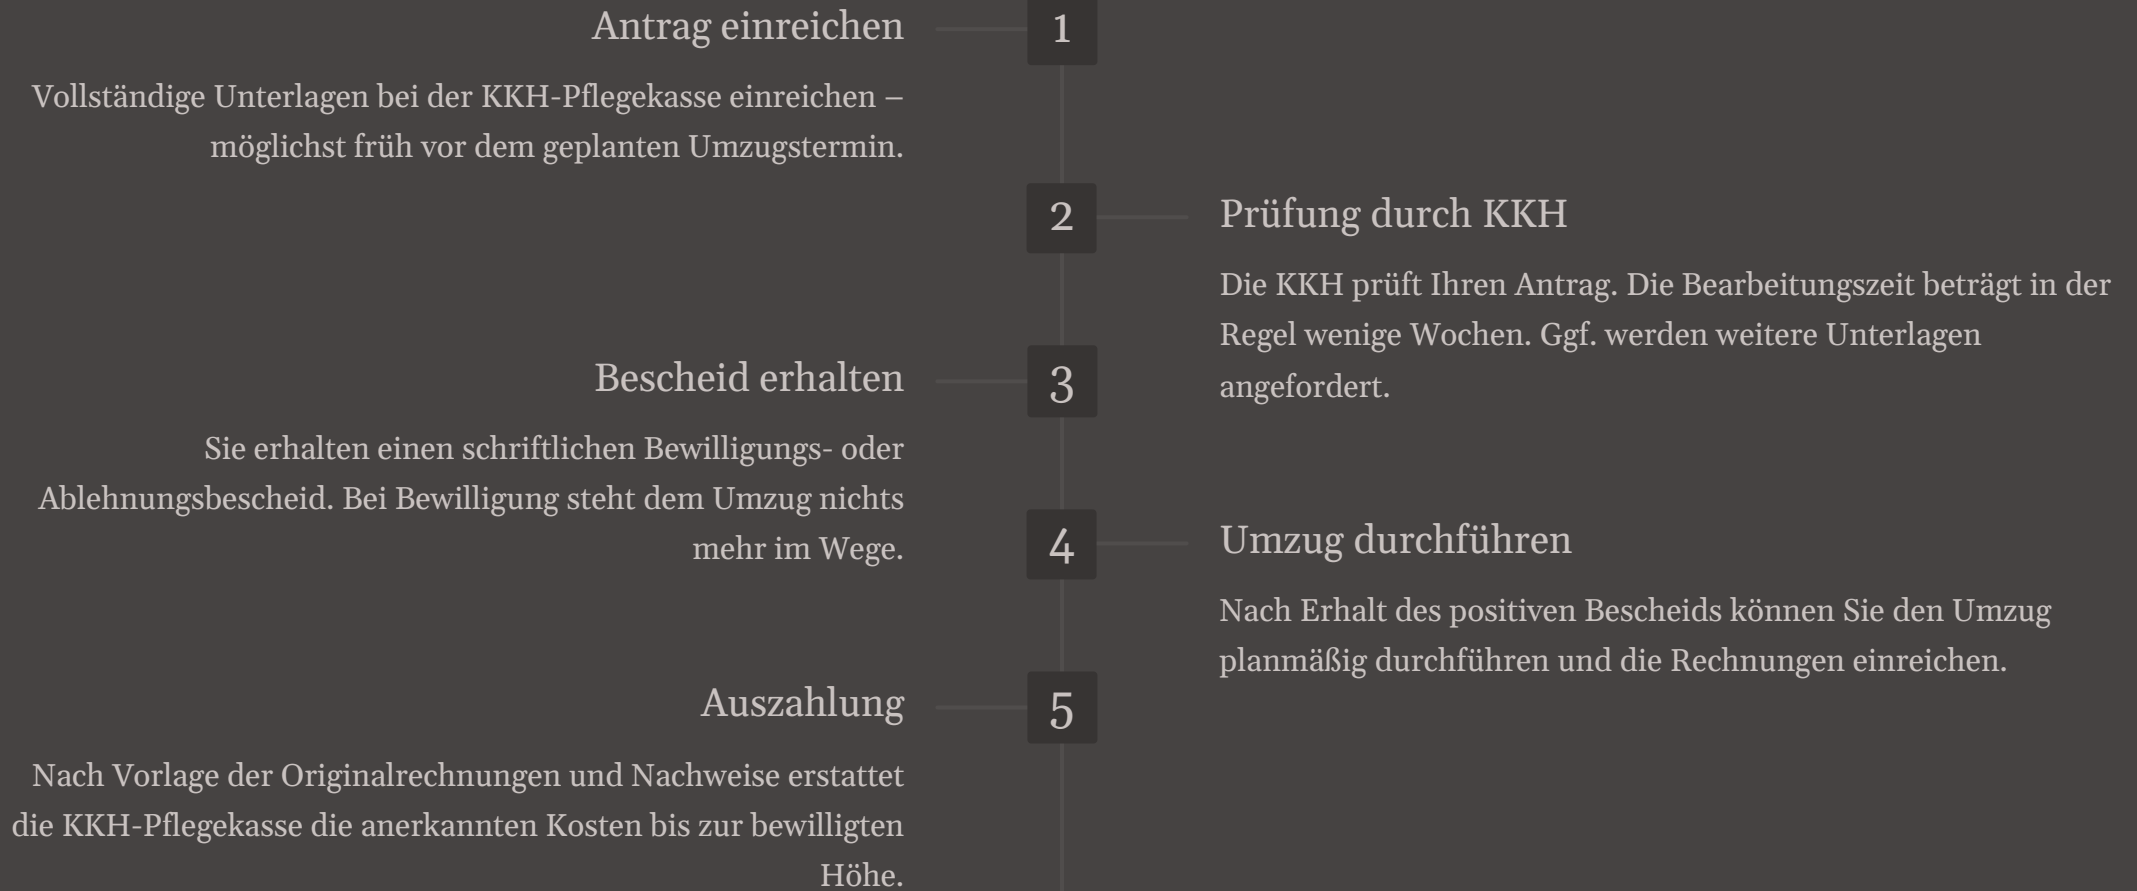 Antrag einreichen
1
Vollständige Unterlagen bei der KKH-Pflegekasse einreichen –
möglichst früh vor dem geplanten Umzugstermin.
2
Prüfung durch KKH
Die KKH prüft Ihren Antrag. Die Bearbeitungszeit beträgt in der
Regel wenige Wochen. Ggf. werden weitere Unterlagen
angefordert.
Bescheid erhalten
3
Sie erhalten einen schriftlichen Bewilligungs- oder
Ablehnungsbescheid. Bei Bewilligung steht dem Umzug nichts
mehr im Wege.
4
Umzug durchführen
Nach Erhalt des positiven Bescheids können Sie den Umzug
planmäßig durchführen und die Rechnungen einreichen.
Auszahlung
5
Nach Vorlage der Originalrechnungen und Nachweise erstattet
die KKH-Pflegekasse die anerkannten Kosten bis zur bewilligten
Höhe.